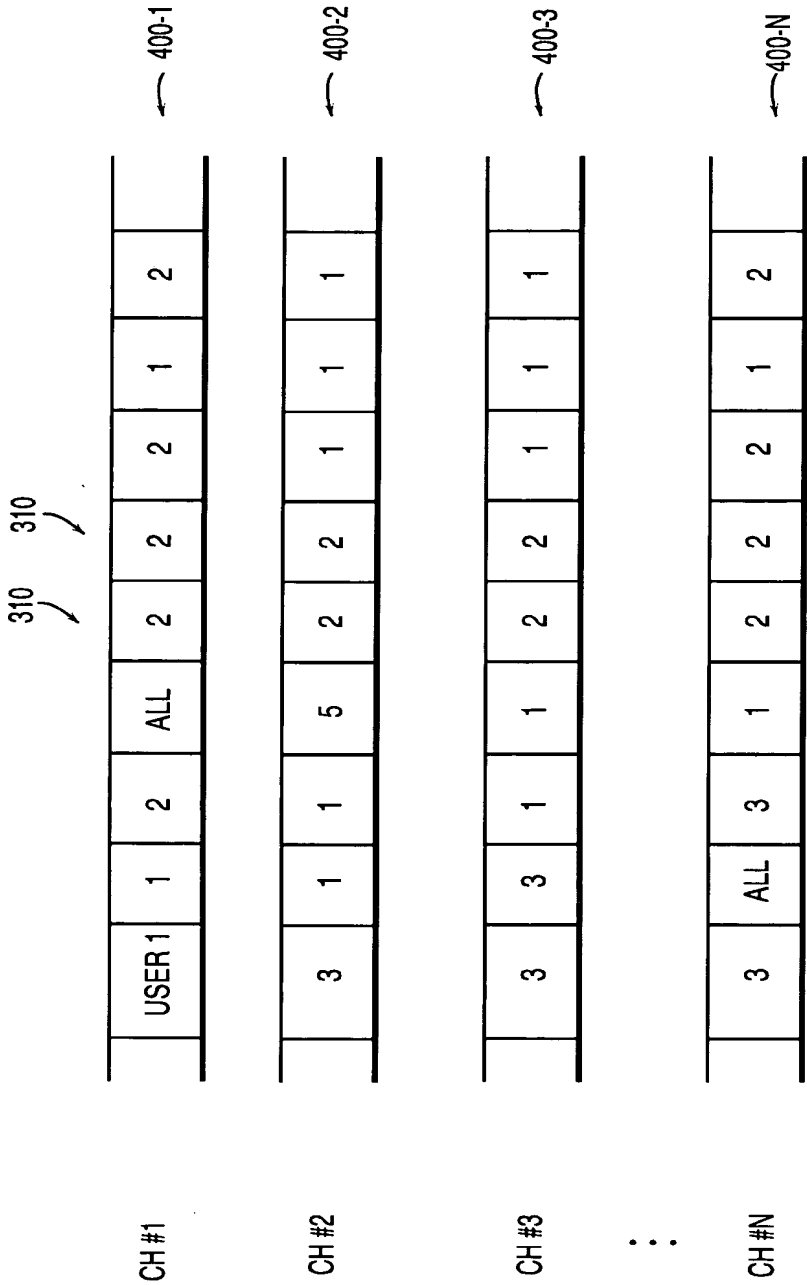 310 310
CH #1 USER 1 1 2 ALL 2 2 2 1 2 400-1
CH #2 3 1 1 5 2 2 1 1 1 400-2
CH #3 3 3 1 1 2 2 1 1 1 400-3
CH #N 3 ALL 3 1 2 2 2 1 2 400-N